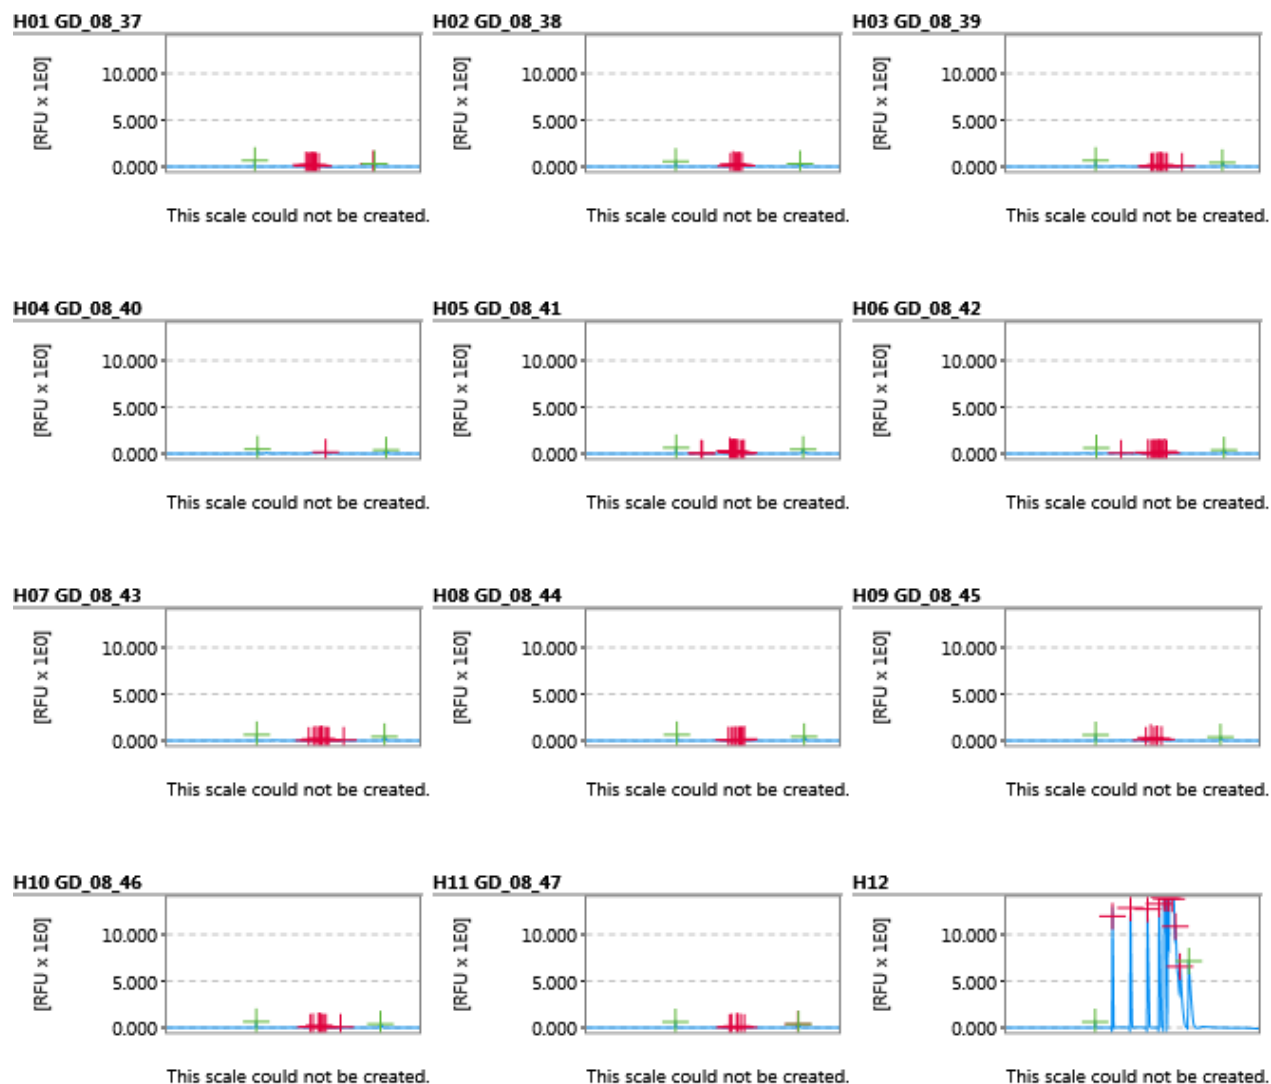 H01 GD_08_37
[RFU x 1E0]
10.000
5.000
0.000
This scale could not be created.
H02 GD_08_38
[RFU x 1E0]
10.000
5.000
0.000
This scale could not be created.
H03 GD_08_39
[RFU x 1E0]
10.000
5.000
0.000
This scale could not be created.
H04 GD_08_40
[RFU x 1E0]
10.000
5.000
0.000
This scale could not be created.
H05 GD_08_41
[RFU x 1E0]
10.000
5.000
0.000
This scale could not be created.
H06 GD_08_42
[RFU x 1E0]
10.000
5.000
0.000
This scale could not be created.
H07 GD_08_43
[RFU x 1E0]
10.000
5.000
0.000
This scale could not be created.
H08 GD_08_44
[RFU x 1E0]
10.000
5.000
0.000
This scale could not be created.
H09 GD_08_45
[RFU x 1E0]
10.000
5.000
0.000
This scale could not be created.
H10 GD_08_46
[RFU x 1E0]
10.000
5.000
0.000
This scale could not be created.
H11 GD_08_47
[RFU x 1E0]
10.000
5.000
0.000
This scale could not be created.
H12
[RFU x 1E0]
10.000
5.000
0.000
This scale could not be created.